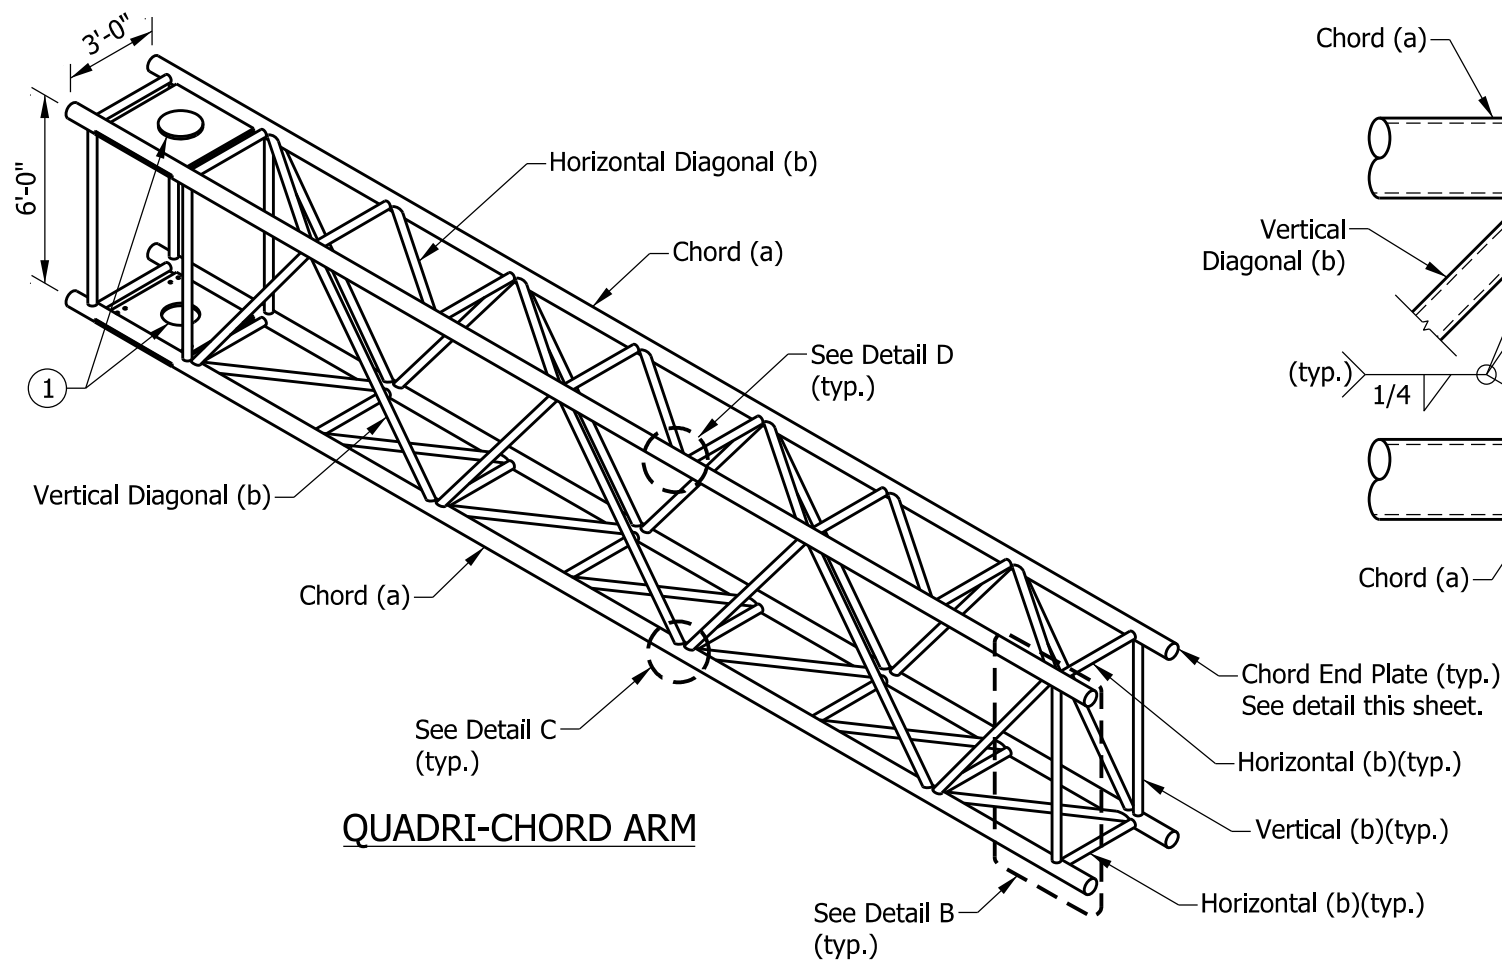 3'-0"
Chord (a)
6'-0"
Horizontal Diagonal (b)
Chord (a)
Vertical
Diagonal (b)
1
See Detail D
(typ.)
(typ.)
1/4
Vertical Diagonal (b)
Chord (a)
Chord (a)
Chord End Plate (typ.)
See detail this sheet.
See Detail C
(typ.)
Horizontal (b)(typ.)
QUADRI-CHORD ARM
Vertical (b)(typ.)
Horizontal (b)(typ.)
See Detail B
(typ.)